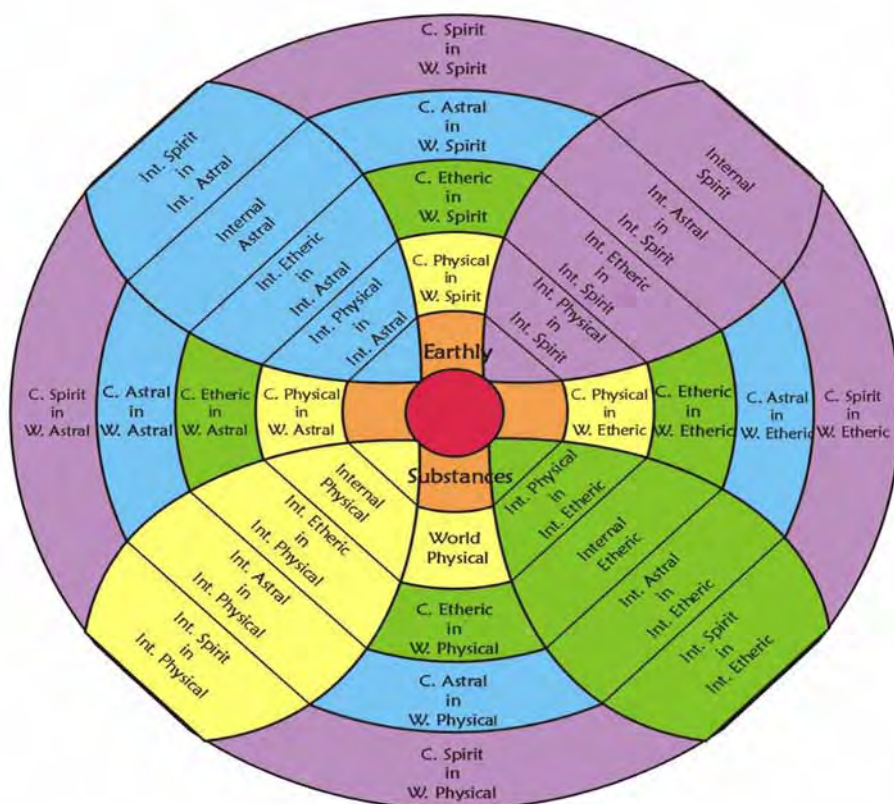 C. Spirit
in
W. Spirit
C. Astral
in
W. Spirit
C. Etheric
in
W. Spirit
C. Physical
in
W. Spirit
Int. Spirit
in
Int. Astral
Internal
Astral
Int. Etheric
in
Int. Astral
Int. Physical
in
Int. Astral
Internal
Spirit
Int. Astral
in
Int. Spirit
Int. Etheric
in
Int. Spirit
Int. Physical
in
Int. Spirit
Earthly
C. Spirit
in
W. Astral
C. Astral
in
W. Astral
C. Etheric
in
W. Astral
C. Physical
in
W. Astral
C. Physical
in
W. Etheric
C. Etheric
in
W. Etheric
C. Astral
in
W. Etheric
C. Spirit
in
W. Etheric
Substances
Internal
Physical
Int. Etheric
in
Int. Physical
Int. Astral
in
Int. Physical
Int. Spirit
in
Int. Physical
Int. Physical
in
Int. Etheric
Internal
Etheric
Int. Astral
in
Int. Etheric
Int. Spirit
in
Int. Etheric
World
Physical
C. Etheric
in
W. Physical
C. Astral
in
W. Physical
C. Spirit
in
W. Physical